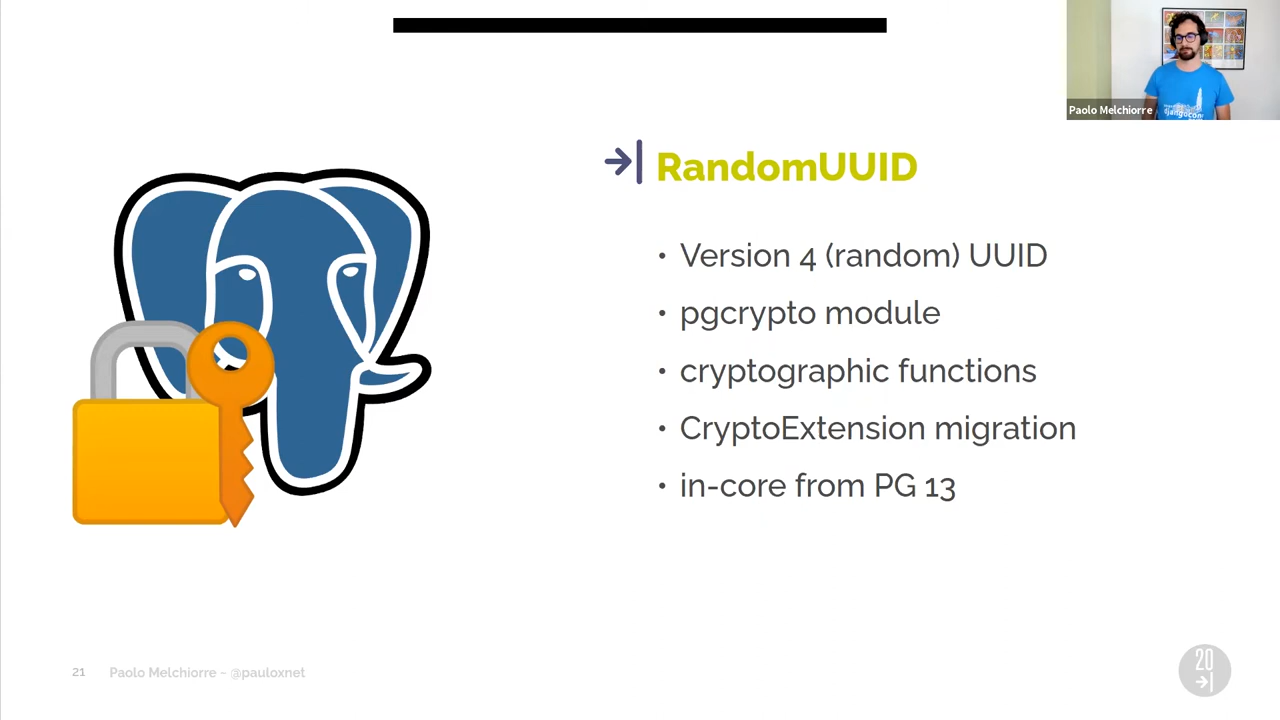 Paolo Melchiorre
djangocon
RandomUUID
• Version 4 (random) UUID
• pgcrypto module
• cryptographic functions
• CryptoExtension migration
• in-core from PG 13
21 Paolo Melchiorre ~ @pauloxnet
20